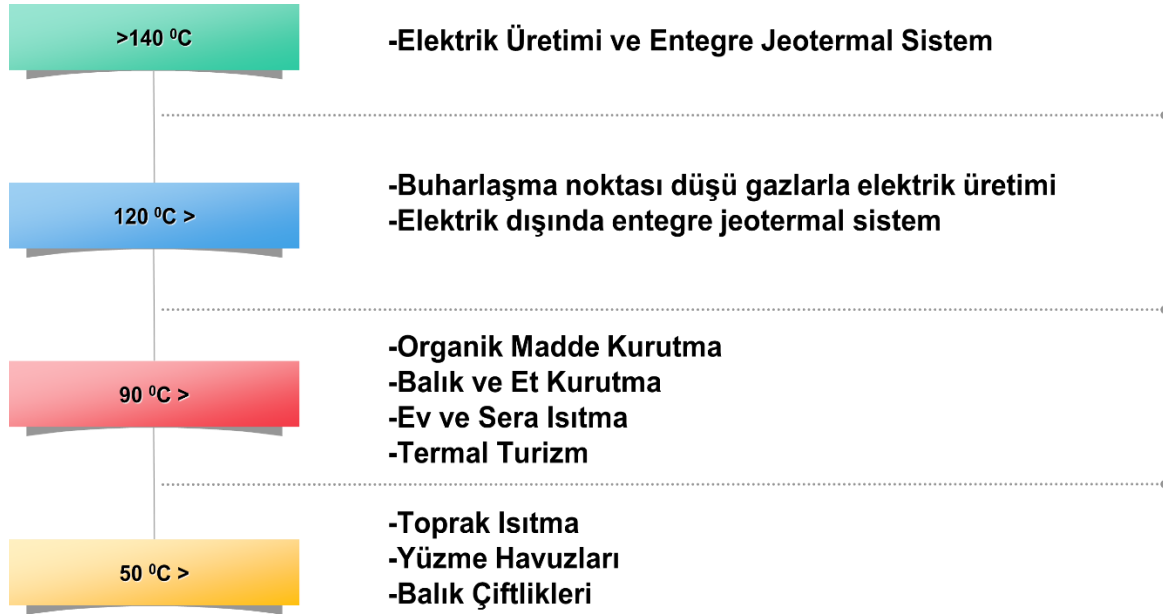 >140 ⁰C
-Elektrik Üretimi ve Entegre Jeotermal Sistem
120 ⁰C >
-Buharlaşma noktası düşü gazlarla elektrik üretimi
-Elektrik dışında entegre jeotermal sistem
90 ⁰C >
-Organik Madde Kurutma
-Balık ve Et Kurutma
-Ev ve Sera Isıtma
-Termal Turizm
50 ⁰C >
-Toprak Isıtma
-Yüzme Havuzları
-Balık Çiftlikleri